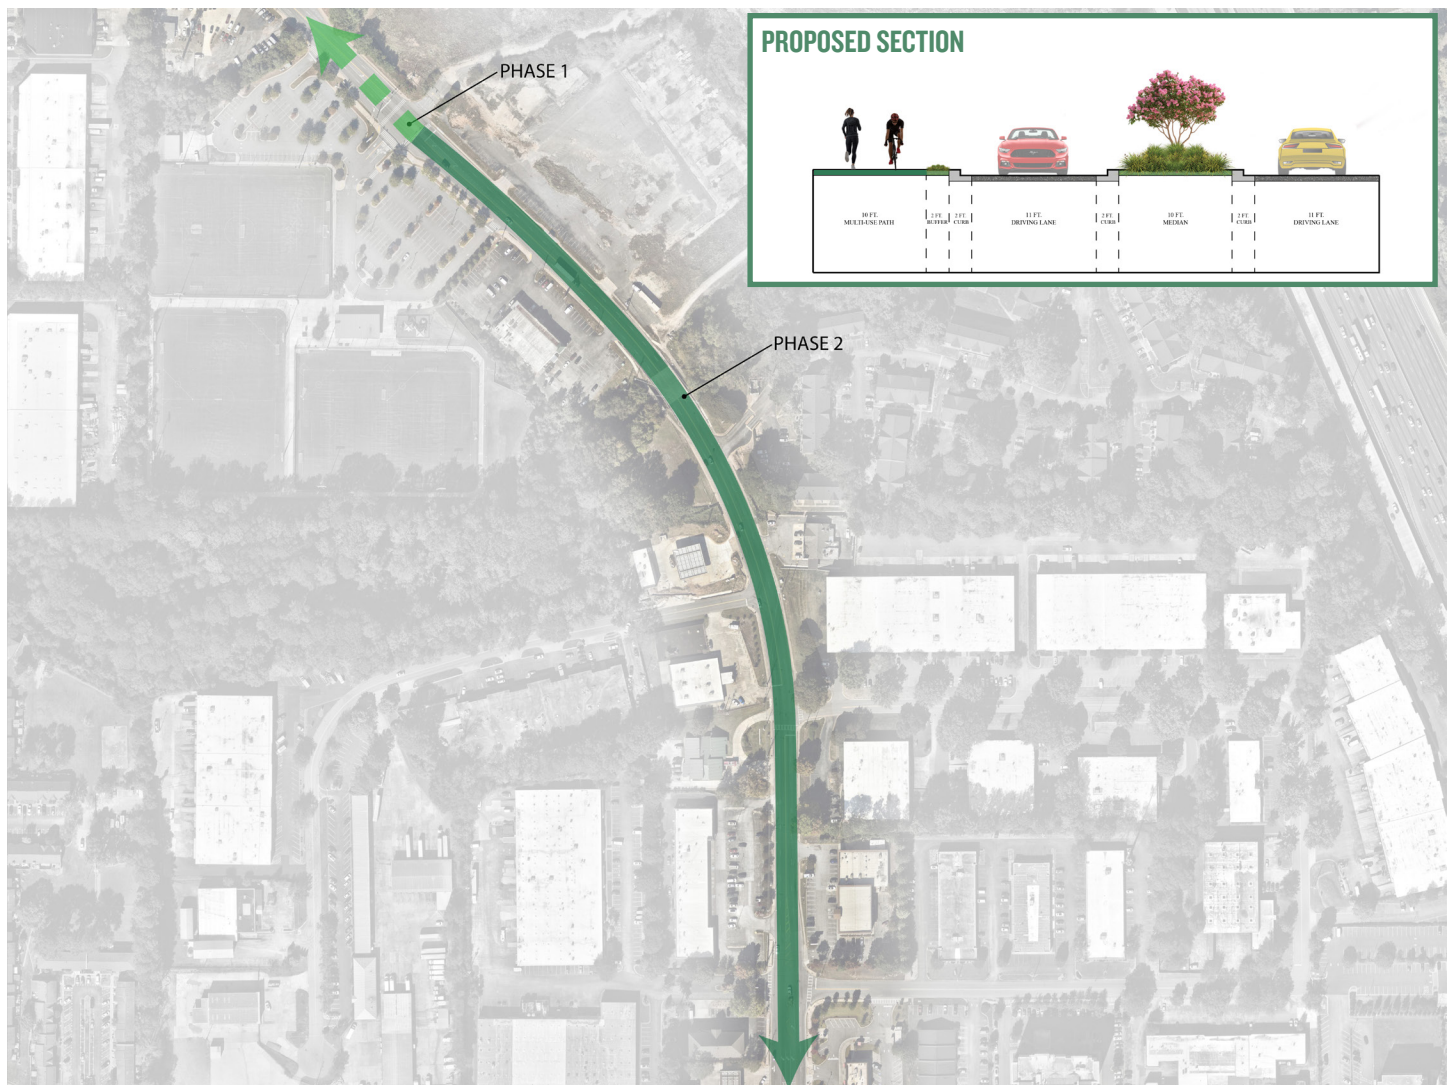 PROPOSED SECTION
PHASE 1
10 FT.
MULTI-USE PATH
2 FT.
BUFFER
2 FT.
CURB
11 FT.
DRIVING LANE
2 FT.
CURB
10 FT.
MEDIAN
2 FT.
CURB
11 FT.
DRIVING LANE
PHASE 2